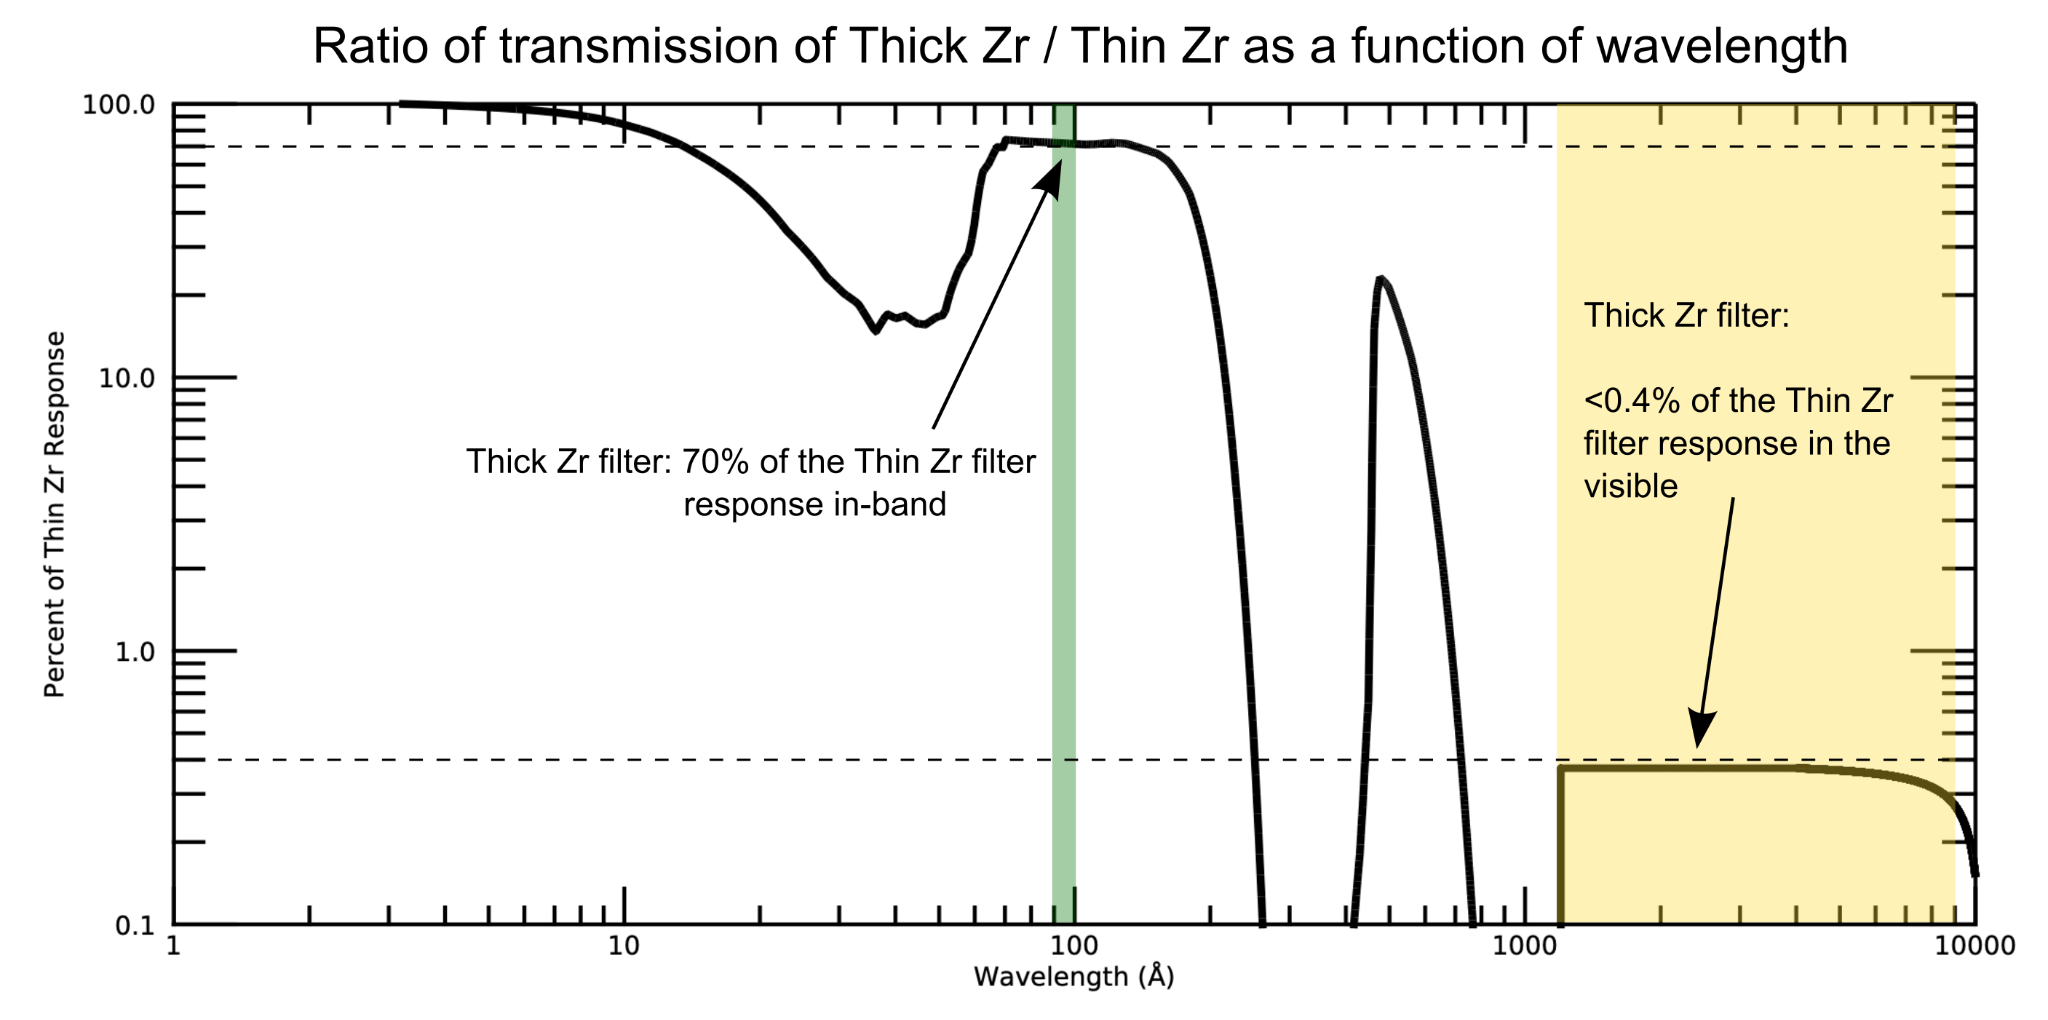 Ratio of transmission of Thick Zr / Thin Zr as a function of wavelength
Percent of Thin Zr Response
100.0
10.0
1.0
0.1
Thick Zr filter: 70% of the Thin Zr filter
response in-band
Thick Zr filter:
<0.4% of the Thin Zr
filter response in the
visible
1
10
100
1000
10000
Wavelength (Å)